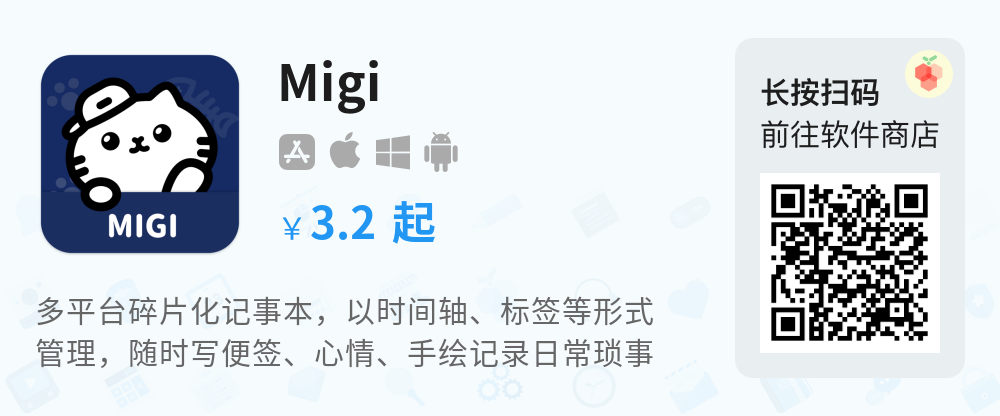 Migi
MIGI
¥ 3.2 起
多平台碎片化记事本，以时间轴、标签等形式
管理，随时写便签、心情、手绘记录日常琐事
长按扫码
前往软件商店